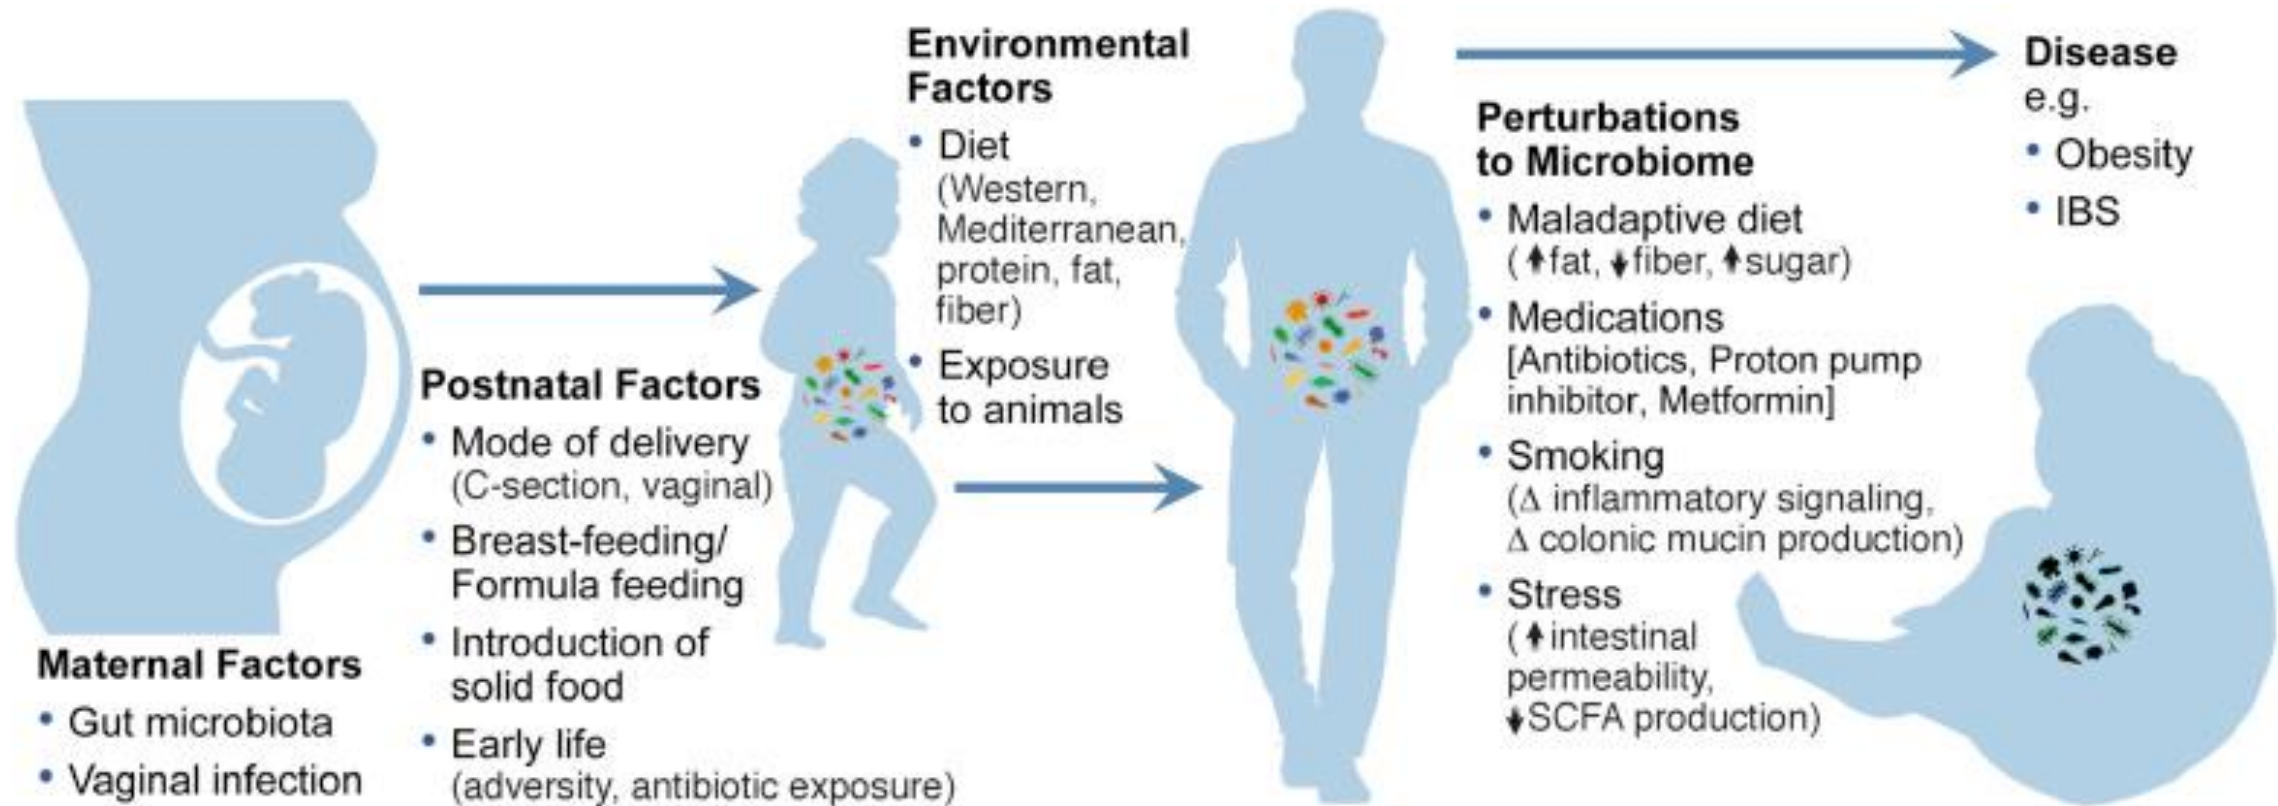 Maternal Factors
• Gut microbiota
• Vaginal infection
Postnatal Factors
• Mode of delivery
(C-section, vaginal)
• Breast-feeding/
Formula feeding
• Introduction of
solid food
• Early life
(adversity, antibiotic exposure)
Environmental
Factors
• Diet
(Western,
Mediterranean,
protein, fat,
fiber)
• Exposure
to animals
Perturbations
to Microbiome
• Maladaptive diet
(↑fat, ↓fiber, ↑sugar)
• Medications
[Antibiotics, Proton pump
inhibitor, Metformin]
• Smoking
(Δ inflammatory signaling,
Δ colonic mucin production)
• Stress
(↑intestinal
permeability,
↓SCFA production)
Disease
e.g.
• Obesity
• IBS